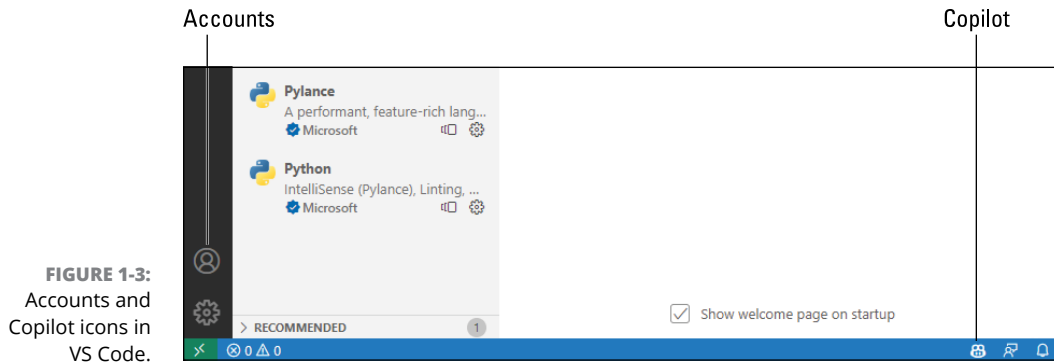 Accounts
Copilot
Pylance
A performant, feature-rich lang...
Microsoft
Python
IntelliSense (Pylance), Linting, ...
Microsoft
FIGURE 1-3:
Accounts and
Copilot icons in
VS Code.
Show welcome page on startup
RECOMMENDED 1
0 0